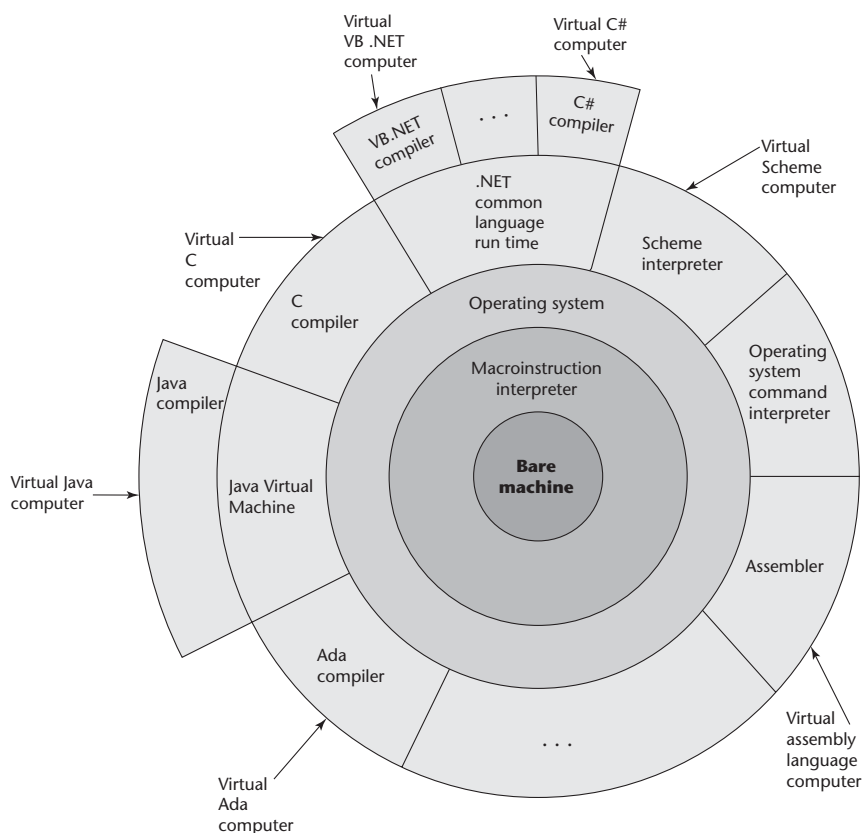 Virtual
VB .NET
computer
Virtual C#
computer
VB.NET
compiler
. . .
C#
compiler
Virtual
Scheme
computer
.NET
common
language
run time
Scheme
interpreter
Virtual
C
computer
C
compiler
Operating system
Operating
system
command
interpreter
Macroinstruction
interpreter
Java
compiler
Bare
machine
Virtual Java
computer
Java Virtual
Machine
Assembler
Ada
compiler
. . .
Virtual
assembly
language
computer
Virtual
Ada
computer